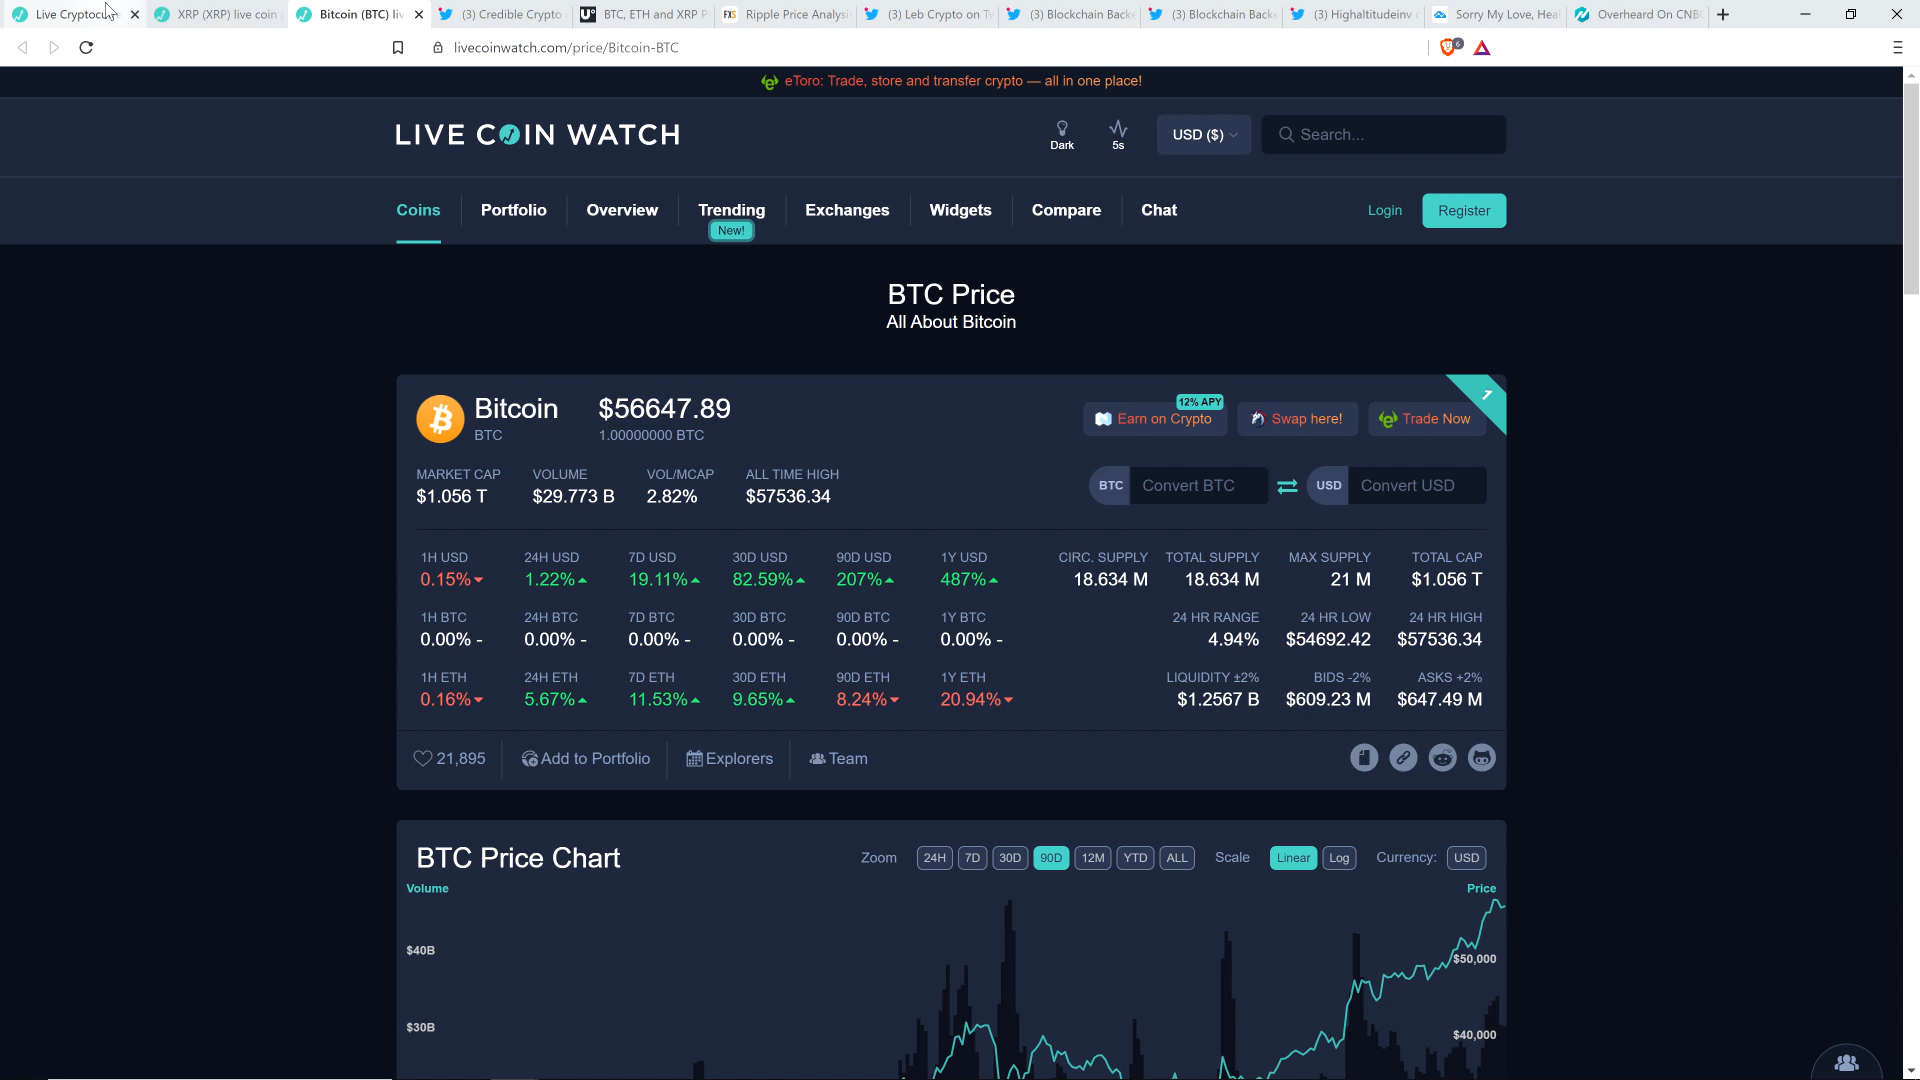 Live Cryptocu
XRP (XRP) live coin
Bitcoin (BTC) liv
(3) Credible Crypto
BTC, ETH and XRP P
Ripple Price Analysi
(3) Leb Crypto on Tw
(3) Blockchain Backe
(3) Blockchain Backe
(3) Highaltitudeinv
Sorry My Love, Heal
Overheard On CNBC
livecoinwatch.com/price/Bitcoin-BTC
6
eToro: Trade, store and transfer crypto — all in one place!
LIVE COIN WATCH
Dark
5s
USD ($)
Search...
Coins Portfolio Overview Trending Exchanges Widgets Compare Chat
New!
Login
Register
BTC Price
All About Bitcoin
Bitcoin
BTC
$56647.89
1.00000000 BTC
12% APY
Earn on Crypto
Swap here!
Trade Now
1
MARKET CAP VOLUME VOL/MCAP ALL TIME HIGH
$1.056 T $29.773 B 2.82% $57536.34
BTC Convert BTC USD Convert USD
1H USD 24H USD 7D USD 30D USD 90D USD 1Y USD CIRC. SUPPLY TOTAL SUPPLY MAX SUPPLY TOTAL CAP
0.15% 1.22% 19.11% 82.59% 207% 487% 18.634 M 18.634 M 21 M $1.056 T
1H BTC 24H BTC 7D BTC 30D BTC 90D BTC 1Y BTC 24 HR RANGE 24 HR LOW 24 HR HIGH
0.00% - 0.00% - 0.00% - 0.00% - 0.00% - 0.00% - 4.94% $54692.42 $57536.34
1H ETH 24H ETH 7D ETH 30D ETH 90D ETH 1Y ETH LIQUIDITY ±2% BIDS -2% ASKS +2%
0.16% 5.67% 11.53% 9.65% 8.24% 20.94% $1.2567 B $609.23 M $647.49 M
21,895 Add to Portfolio Explorers Team
BTC Price Chart
Zoom 24H 7D 30D 90D 12M YTD ALL Scale Linear Log Currency: USD
Volume Price
$40B
$50,000
$30B
$40,000